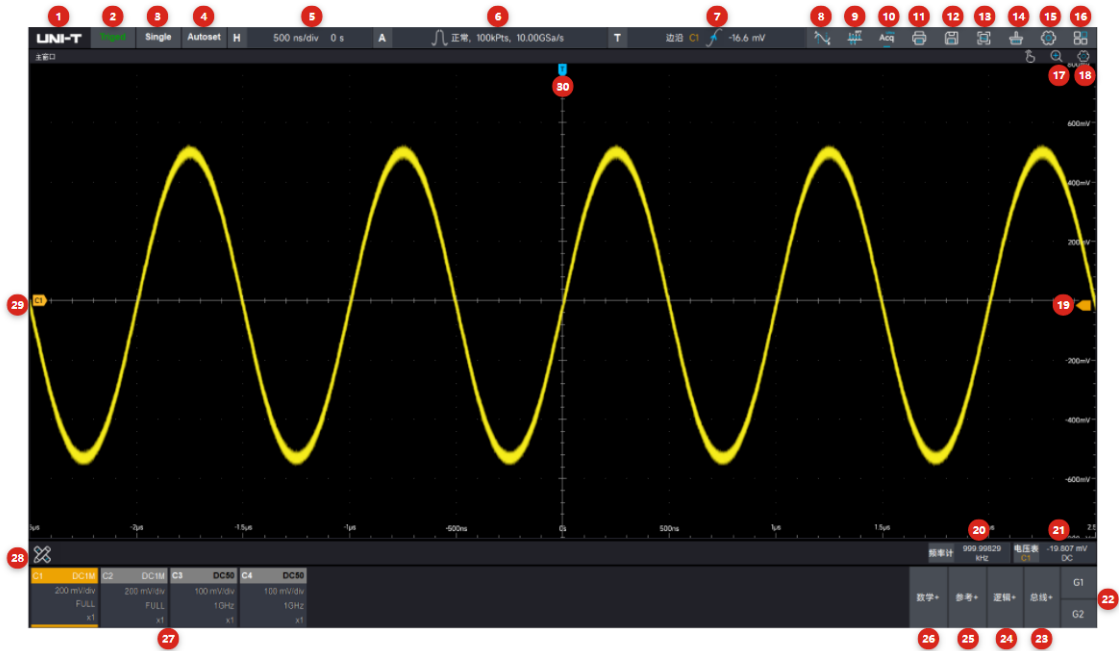 1 2 3 4 5 6 7 8 9 10 11 12 13 14 15 16
UNI-T Triged Single Autoset H 500 ns/div 0 s A 正常, 100kPts, 10.00GSa/s T 边沿 C1 -16.6 mV Acq
主窗口
17 18
T
30
600mV
400mV
200mV
29 C1 19
-200mV
-400mV
-600mV
-2µs -1.5µs -1µs -500ns 0s 500ns 1µs 1.5µs
20 21
28 频率计 999.99829 kHz 电压表 C1 -19.807 mV DC
C1 DC1M C2 DC1M C3 DC50 C4 DC50
200 mV/div 200 mV/div 100 mV/div 100 mV/div
FULL FULL 1GHz 1GHz
x1 x1 x1 x1
数学+ 参考+ 逻辑+ 总线+ G1
G2 22
27 26 25 24 23